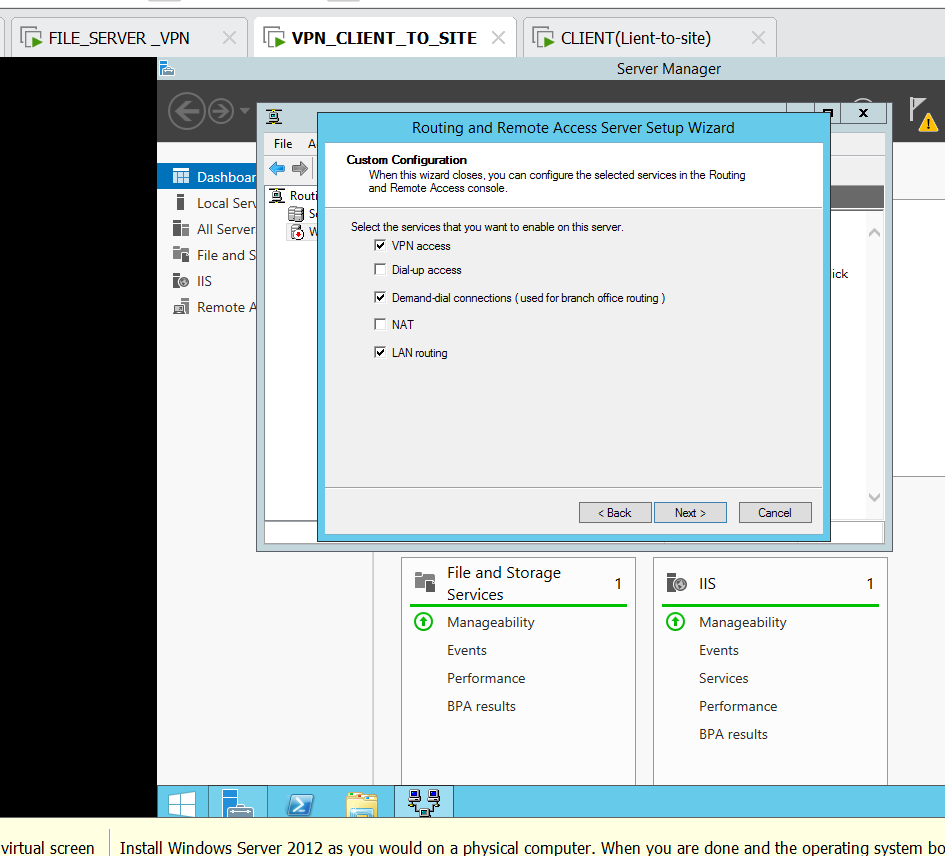 FILE_SERVER _VPN
VPN_CLIENT_TO_SITE
CLIENT(Lient-to-site)
Server Manager
Routing and Remote Access Server Setup Wizard
File A
Custom Configuration
When this wizard closes, you can configure the selected services in the Routing
and Remote Access console.
Dashboar
Local Serv
All Server
File and S
IIS
Remote A
Routi
Se
W
Select the services that you want to enable on this server.
VPN access
Dial-up access
Demand-dial connections ( used for branch office routing )
NAT
LAN routing
ick
< Back
Next >
Cancel
File and Storage
Services
1
Manageability
Events
Performance
BPA results
IIS
1
Manageability
Events
Services
Performance
BPA results
virtual screen
Install Windows Server 2012 as you would on a physical computer. When you are done and the operating system bo